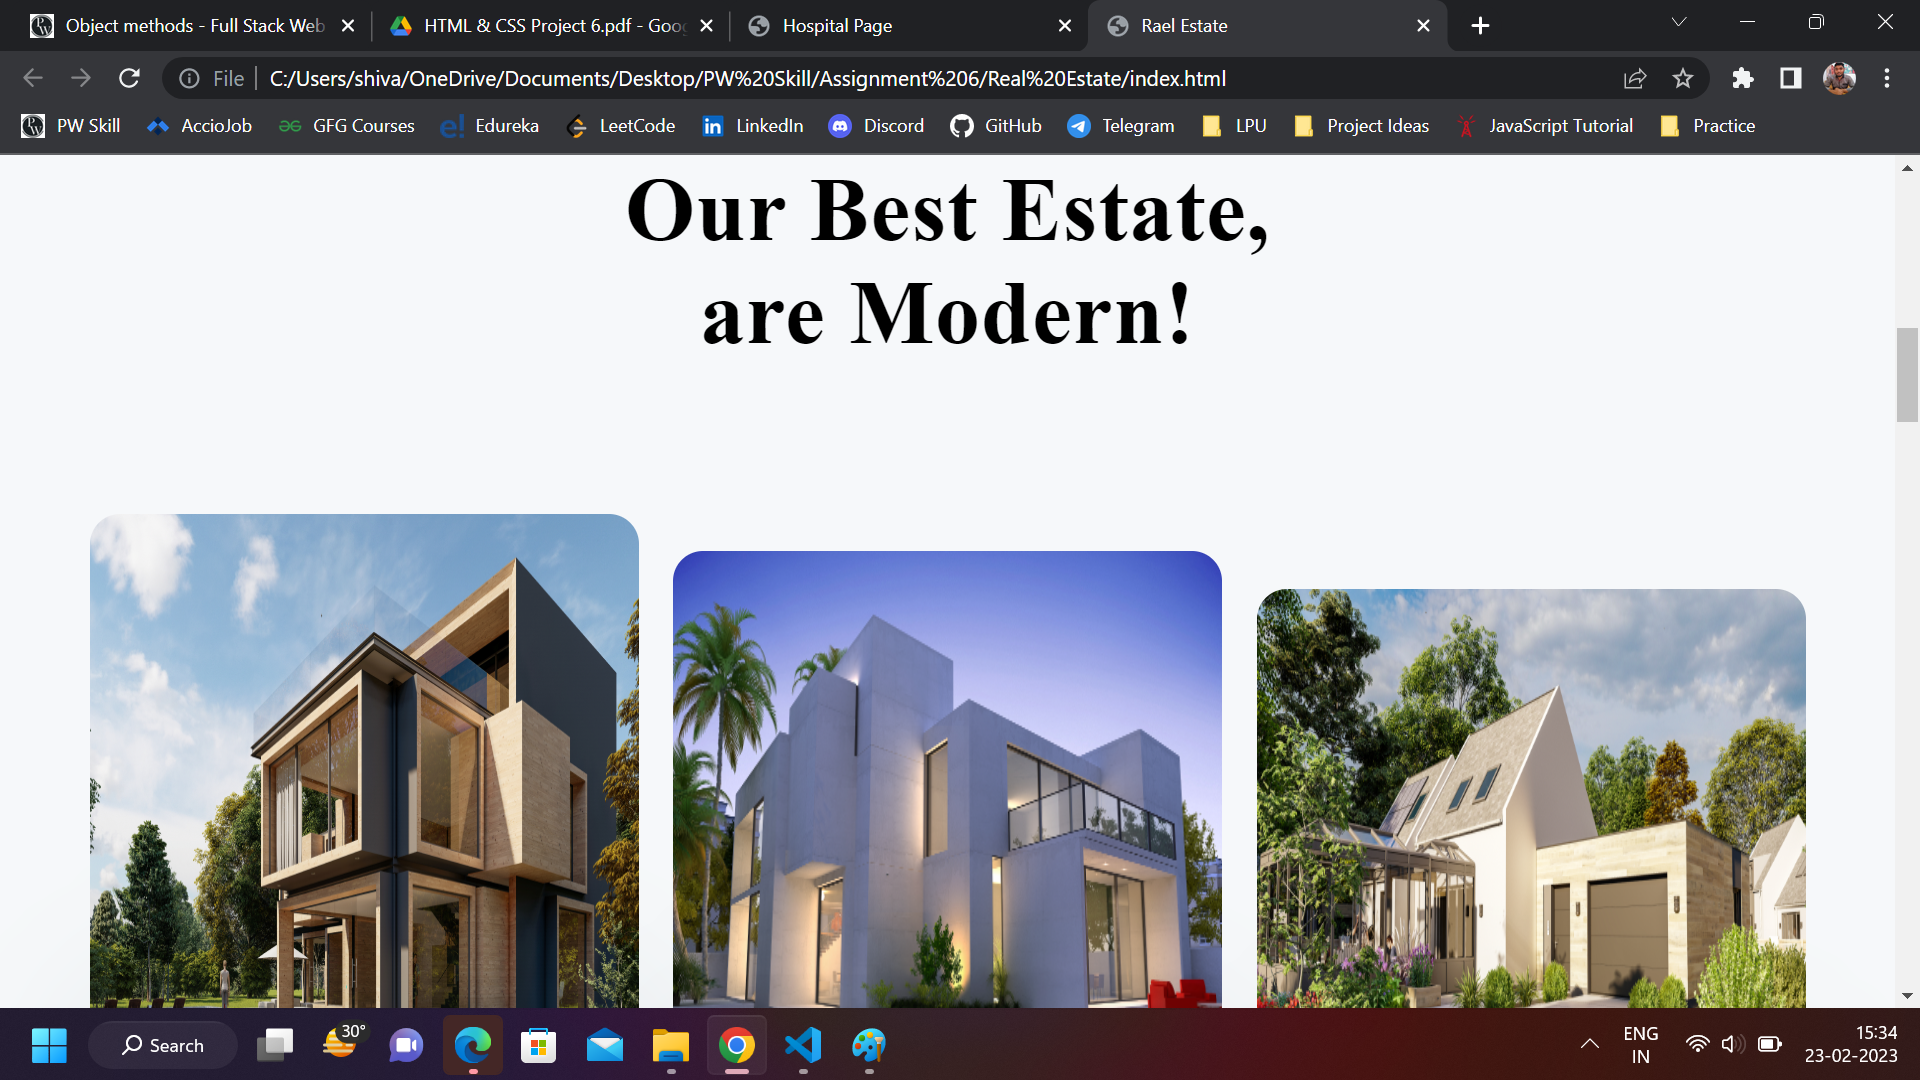 Object methods - Full Stack Web
HTML & CSS Project 6.pdf - Goog
Hospital Page
Rael Estate
File
C:/Users/shiva/OneDrive/Documents/Desktop/PW%20Skill/Assignment%206/Real%20Estate/index.html
PW Skill
AccioJob
GFG Courses
Edureka
LeetCode
LinkedIn
Discord
GitHub
Telegram
LPU
Project Ideas
JavaScript Tutorial
Practice
Our Best Estate,
are Modern!
Search
30°
ENG
IN
15:34
23-02-2023